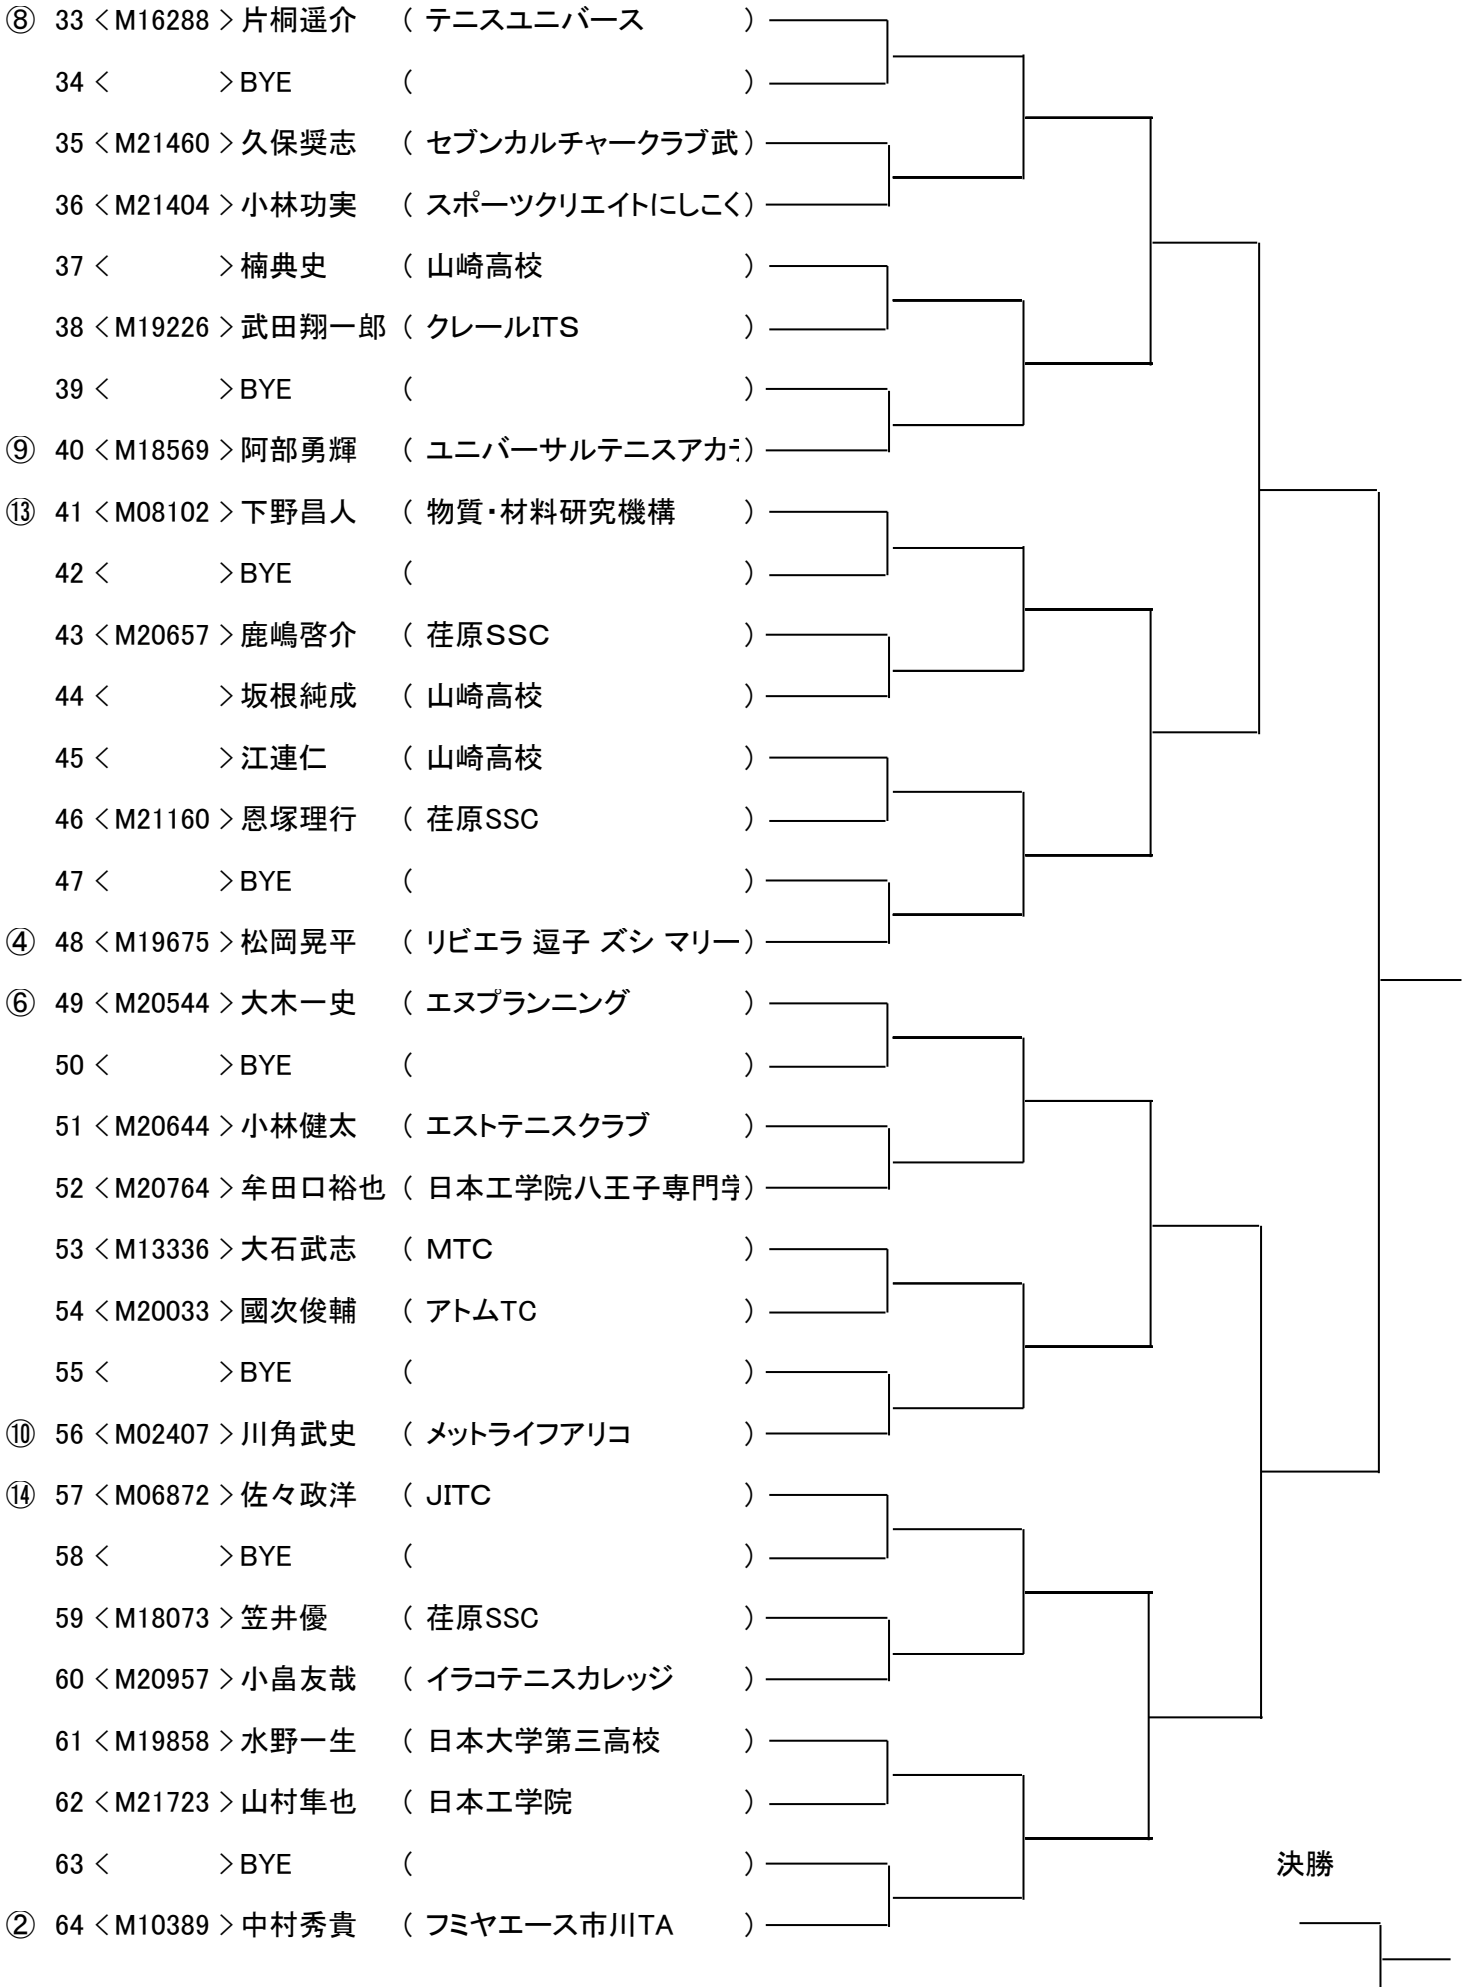 ⑧ 33 <M16288> 片桐遥介 ( テニスユニバース )
34 < > BYE ( )
35 <M21460> 久保奨志 ( セブンカルチャークラブ武 )
36 <M21404> 小林功実 ( スポーツクリエイトにしこく )
37 < > 楠典史 ( 山崎高校 )
38 <M19226> 武田翔一郎 ( クレールITS )
39 < > BYE ( )
⑨ 40 <M18569> 阿部勇輝 ( ユニバーサルテニスアカ )
⑬ 41 <M08102> 下野昌人 ( 物質・材料研究機構 )
42 < > BYE ( )
43 <M20657> 鹿嶋啓介 ( 荏原SSC )
44 < > 坂根純成 ( 山崎高校 )
45 < > 江連仁 ( 山崎高校 )
46 <M21160> 恩塚理行 ( 荏原SSC )
47 < > BYE ( )
④ 48 <M19675> 松岡晃平 ( リビエラ 逗子 ズシ マリー )
⑥ 49 <M20544> 大木一史 ( エヌプランニング )
50 < > BYE ( )
51 <M20644> 小林健太 ( エストテニスクラブ )
52 <M20764> 牟田口裕也 ( 日本工学院八王子専門学 )
53 <M13336> 大石武志 ( MTC )
54 <M20033> 國次俊輔 ( アトムTC )
55 < > BYE ( )
⑩ 56 <M02407> 川角武史 ( メットライフアリコ )
⑭ 57 <M06872> 佐々政洋 ( JITC )
58 < > BYE ( )
59 <M18073> 笠井優 ( 荏原SSC )
60 <M20957> 小畠友哉 ( イラコテニスカレッジ )
61 <M19858> 水野一生 ( 日本大学第三高校 )
62 <M21723> 山村隼也 ( 日本工学院 )
63 < > BYE ( )
決勝
② 64 <M10389> 中村秀貴 ( フミヤエース市川TA )